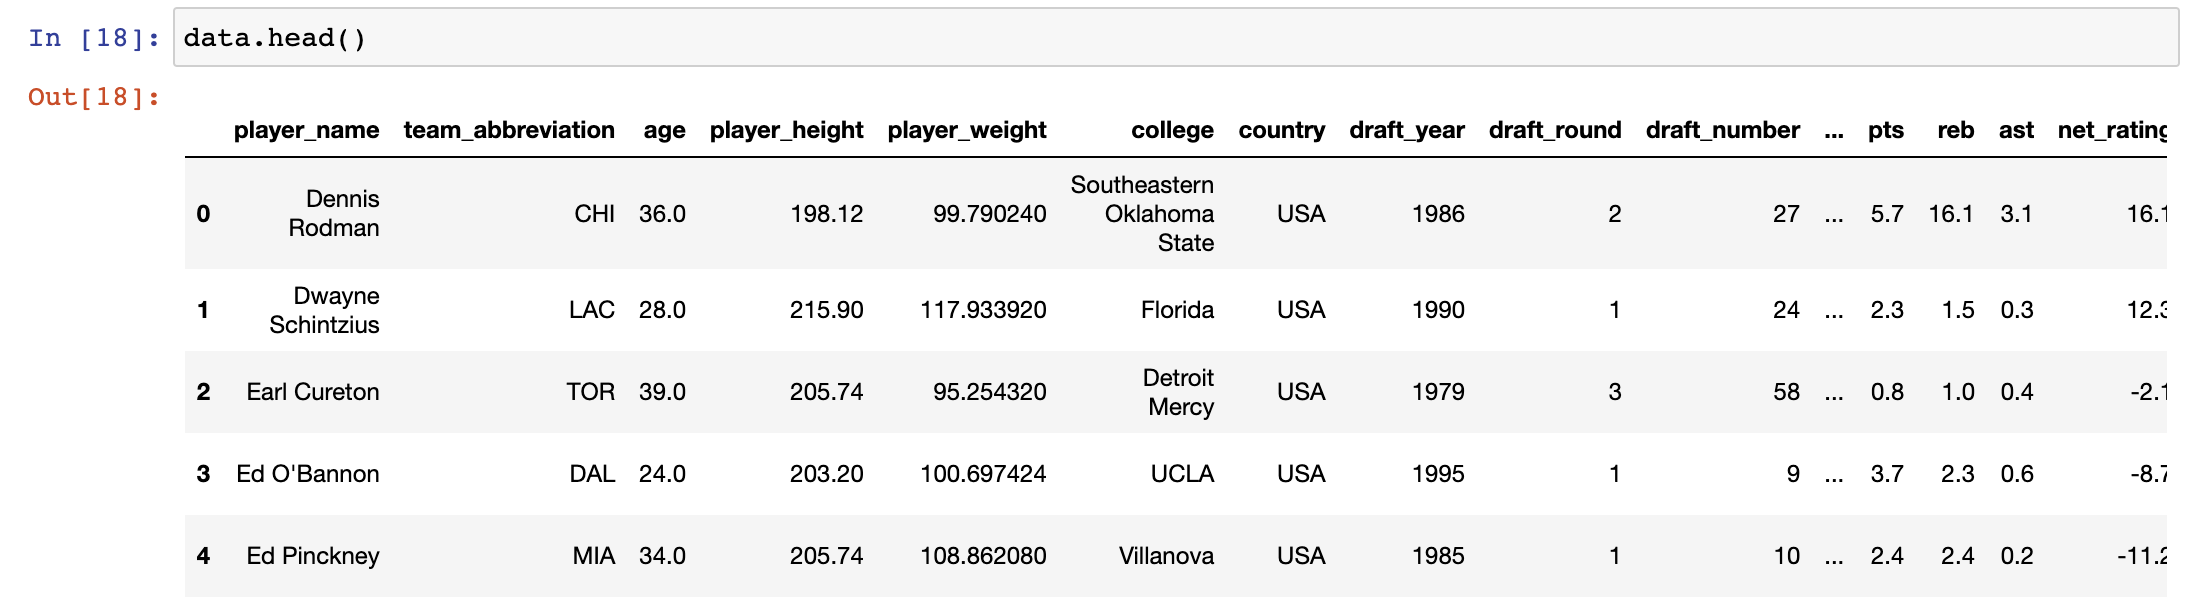 In [18]: data.head()
Out[18]:
player_name team_abbreviation age player_height player_weight college country draft_year draft_round draft_number ... pts reb ast net_rating
0 Dennis Rodman CHI 36.0 198.12 99.790240 Southeastern Oklahoma State USA 1986 2 27 ... 5.7 16.1 3.1 16.1
1 Dwayne Schintzius LAC 28.0 215.90 117.933920 Florida USA 1990 1 24 ... 2.3 1.5 0.3 12.3
2 Earl Cureton TOR 39.0 205.74 95.254320 Detroit Mercy USA 1979 3 58 ... 0.8 1.0 0.4 -2.1
3 Ed O'Bannon DAL 24.0 203.20 100.697424 UCLA USA 1995 1 9 ... 3.7 2.3 0.6 -8.7
4 Ed Pinckney MIA 34.0 205.74 108.862080 Villanova USA 1985 1 10 ... 2.4 2.4 0.2 -11.2